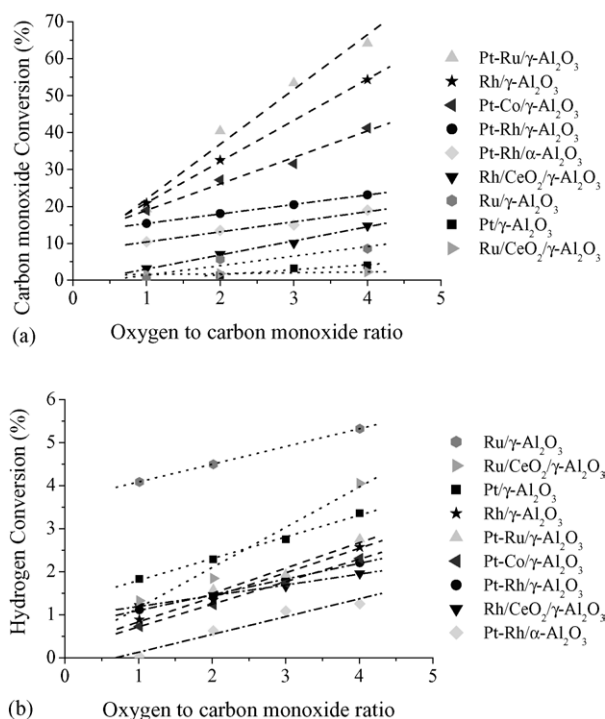 Carbon monoxide Conversion (%)
70
60
50
40
30
20
10
0
0
1
2
3
4
5
Oxygen to carbon monoxide ratio
(a)
Pt-Ru/γ-Al₂O₃
Rh/γ-Al₂O₃
Pt-Co/γ-Al₂O₃
Pt-Rh/γ-Al₂O₃
Pt-Rh/α-Al₂O₃
Rh/CeO₂/γ-Al₂O₃
Ru/γ-Al₂O₃
Pt/γ-Al₂O₃
Ru/CeO₂/γ-Al₂O₃
Hydrogen Conversion (%)
6
5
4
3
2
1
0
0
1
2
3
4
5
Oxygen to carbon monoxide ratio
(b)
Ru/γ-Al₂O₃
Ru/CeO₂/γ-Al₂O₃
Pt/γ-Al₂O₃
Rh/γ-Al₂O₃
Pt-Ru/γ-Al₂O₃
Pt-Co/γ-Al₂O₃
Pt-Rh/γ-Al₂O₃
Rh/CeO₂/γ-Al₂O₃
Pt-Rh/α-Al₂O₃